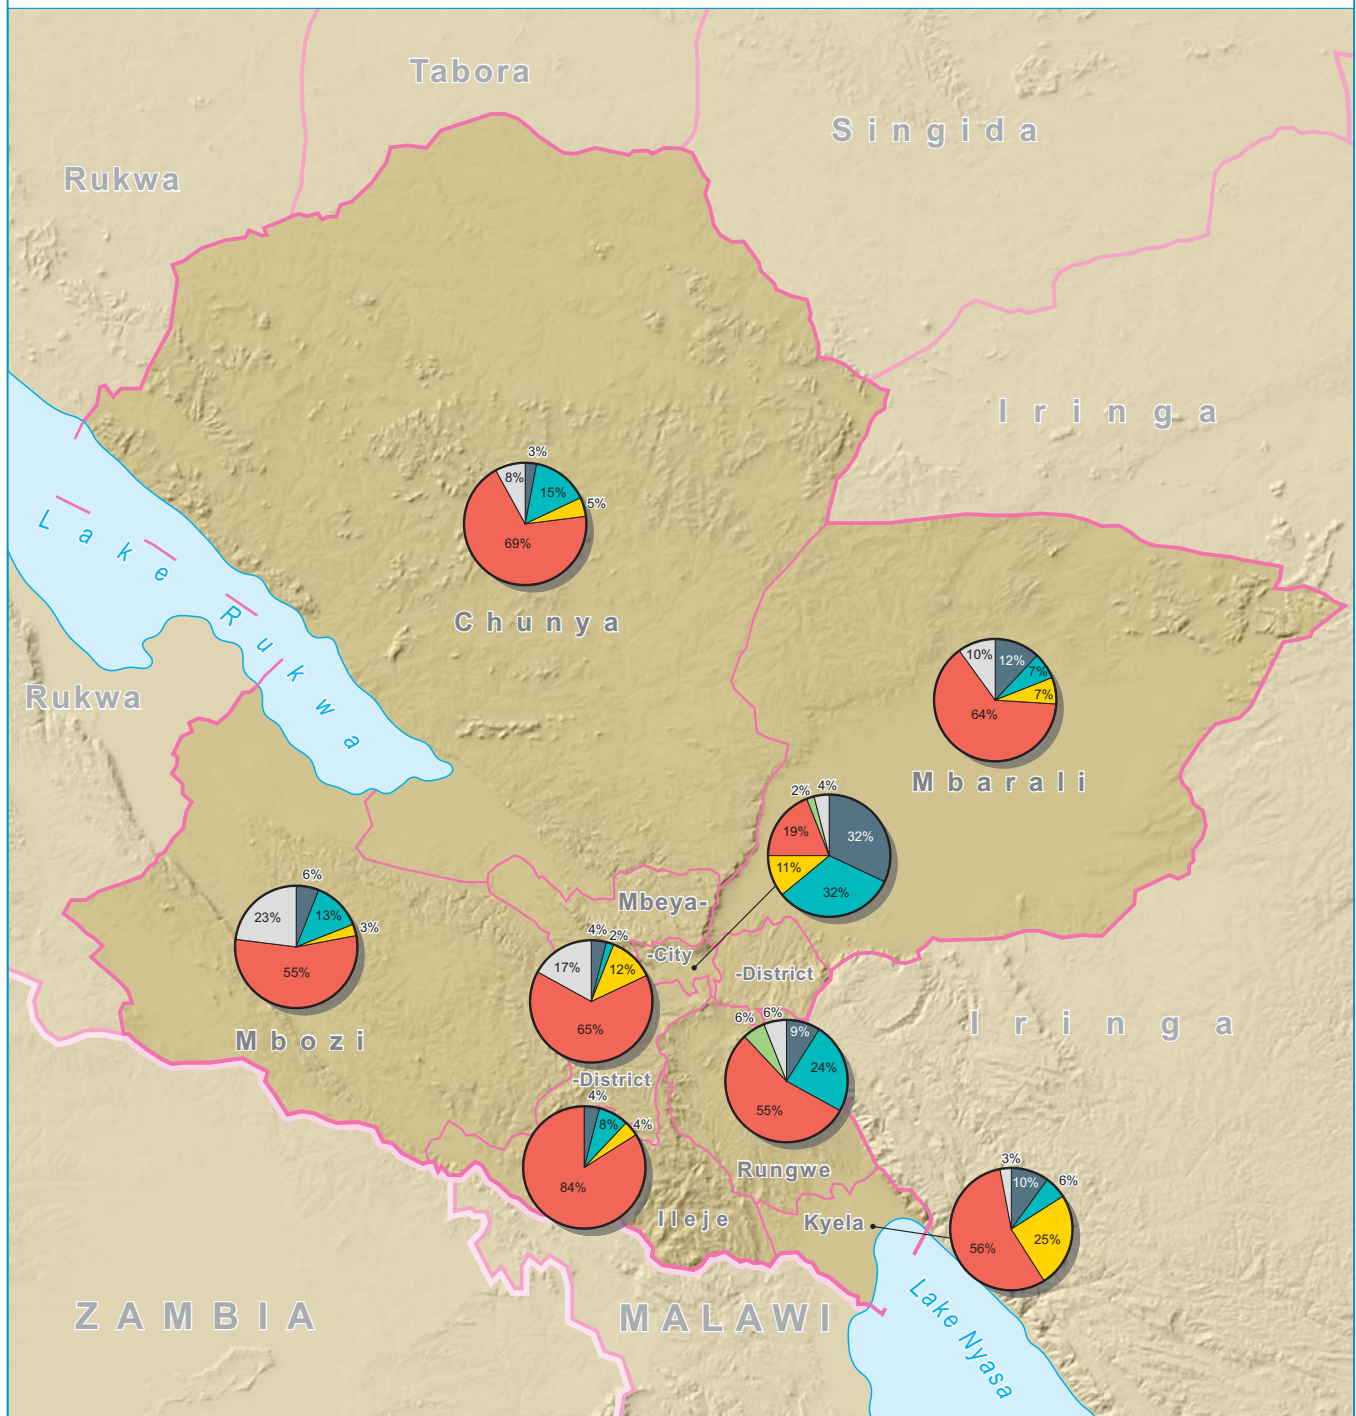 Tabora
Singida
Rukwa
Iringa
3%
8%
15%
5%
69%
Lake Rukwa
Chunya
Rukwa
10%
12%
7%
7%
64%
Mbarali
2%
4%
32%
19%
11%
32%
Mbeya-
6%
23%
13%
3%
55%
Mbozi
-City
4%
2%
17%
12%
65%
-District
-District
Iringa
6%
6%
9%
24%
55%
Rungwe
4%
8%
4%
84%
Ileje
3%
10%
6%
25%
56%
Kyela
ZAMBIA
MALAWI
Lake Nyasa